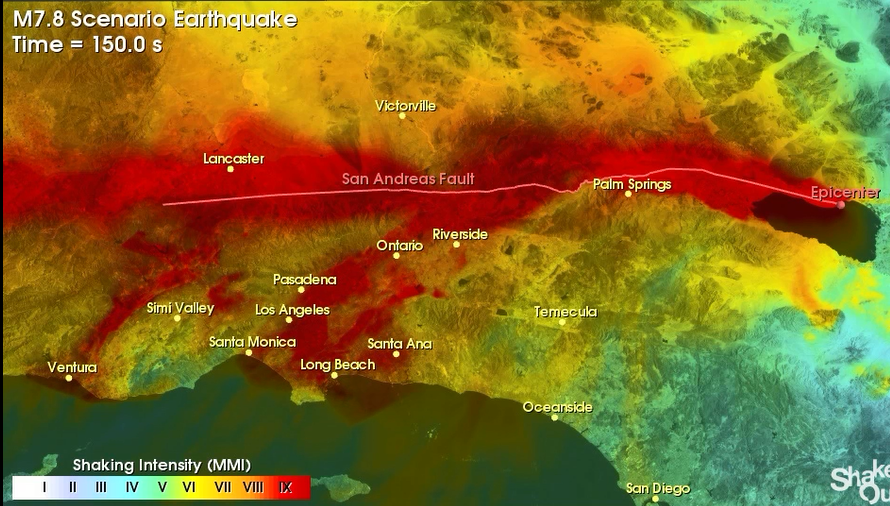 M7.8 Scenario Earthquake
Time = 150.0 s
Victorville
Lancaster
San Andreas Fault
Palm Springs
Epicenter
Riverside
Ontario
Pasadena
Simi Valley
Los Angeles
Temecula
Santa Monica
Santa Ana
Long Beach
Ventura
Oceanside
Shaking Intensity (MMI)
I II III IV V VI VII VIII IX
San Diego
Shake
Ou